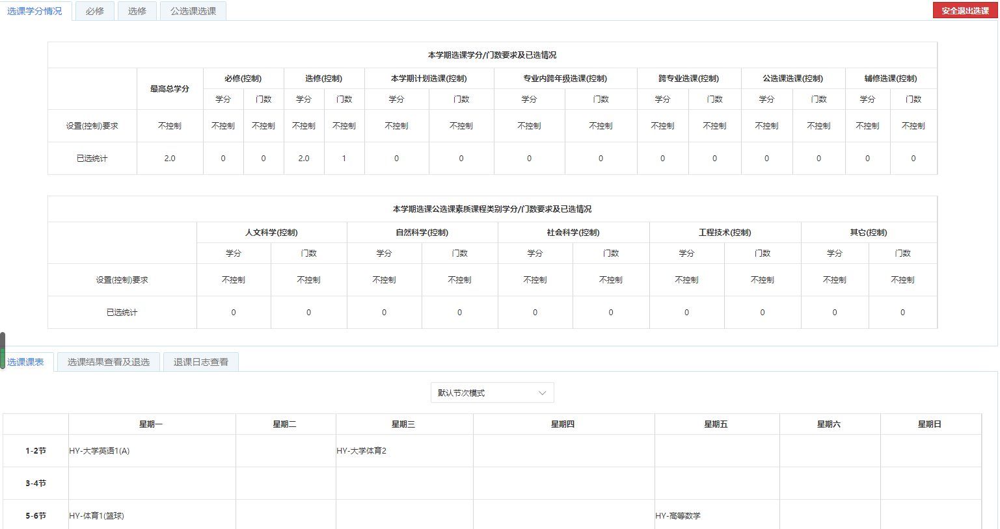 选课学分情况 必修 选修 公选课选课 安全退出选课
本学期选课学分/门数要求及已选情况
最高总学分 必修(控制) 选修(控制) 本学期计划选课(控制) 专业内跨年级选课(控制) 跨专业选课(控制) 公选课选课(控制) 辅修选课(控制)
学分 门数 学分 门数 学分 门数 学分 门数 学分 门数 学分 门数 学分 门数
设置(控制)要求 不控制 不控制 不控制 不控制 不控制 不控制 不控制 不控制 不控制 不控制 不控制 不控制 不控制 不控制 不控制
已选统计 2.0 0 0 2.0 1 0 0 0 0 0 0 0 0 0 0
本学期选课公选课素质课程类别学分/门数要求及已选情况
人文科学(控制) 自然科学(控制) 社会科学(控制) 工程技术(控制) 其它(控制)
学分 门数 学分 门数 学分 门数 学分 门数 学分 门数
设置(控制)要求 不控制 不控制 不控制 不控制 不控制 不控制 不控制 不控制 不控制 不控制
已选统计 0 0 0 0 0 0 0 0 0 0
选课课表 选课结果查看及退选 退课日志查看
默认节次模式
星期一 星期二 星期三 星期四 星期五 星期六 星期日
1-2节 HY-大学英语1(A) HY-大学体育2
3-4节
5-6节 HY-体育1(篮球) HY-高等数学